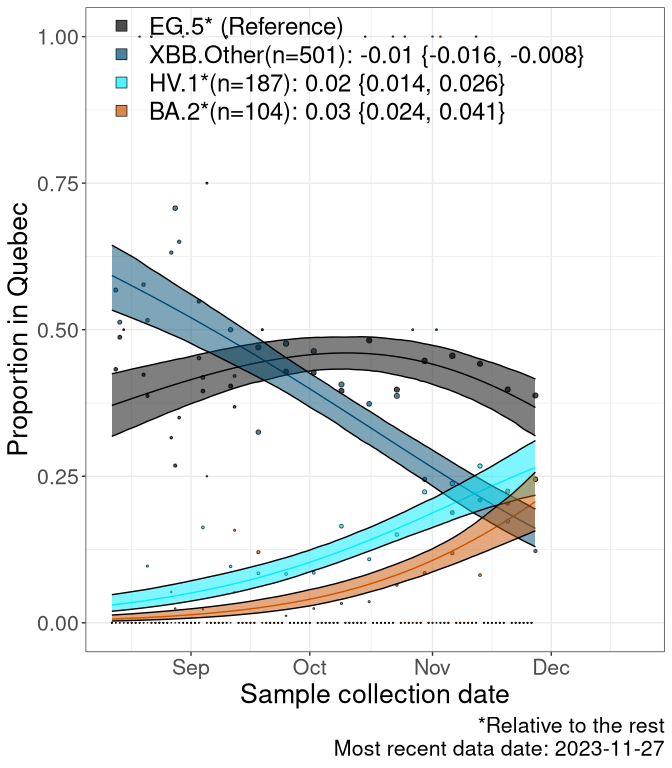 EG.5* (Reference)
XBB.Other(n=501): -0.01 {-0.016, -0.008}
HV.1*(n=187): 0.02 {0.014, 0.026}
BA.2*(n=104): 0.03 {0.024, 0.041}
1.00
0.75
0.50
0.25
0.00
Proportion in Quebec
Sep Oct Nov Dec
Sample collection date
*Relative to the rest
Most recent data date: 2023-11-27